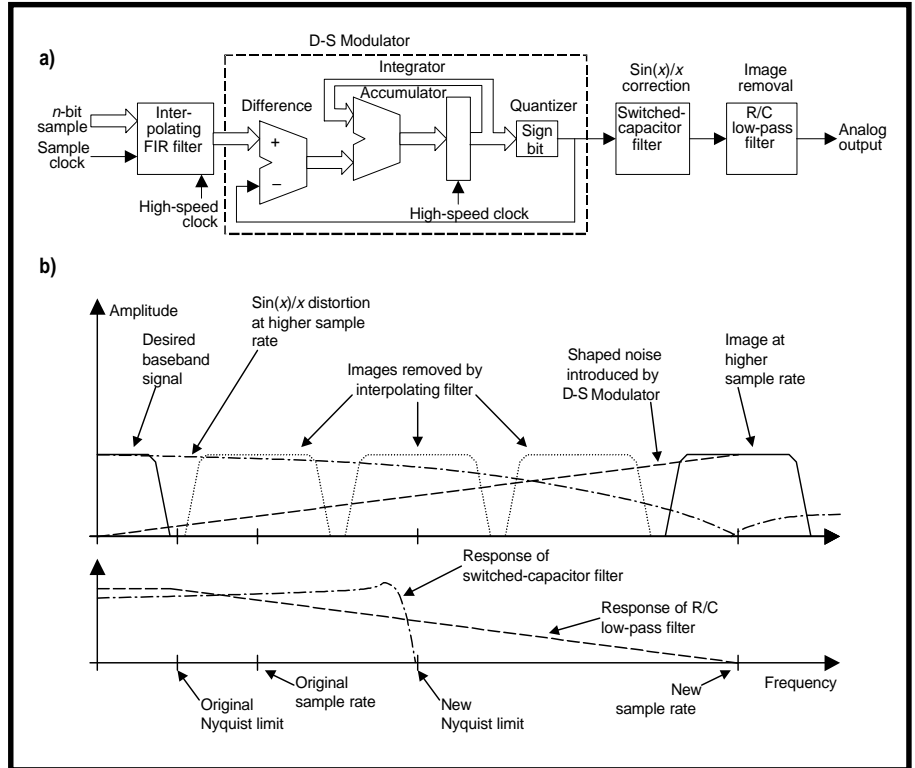 a)
D-S Modulator
Integrator
Accumulator
Difference
Quantizer
Sin(x)/x
correction
Image
removal
n-bit
sample
Sample
clock
Inter-
polating
FIR filter
High-speed
clock
+
–
Sign
bit
High-speed clock
Switched-
capacitor
filter
R/C
low-pass
filter
Analog
output
b)
Amplitude
Desired
baseband
signal
Sin(x)/x distortion
at higher sample
rate
Images removed by
interpolating filter
Shaped noise
introduced by
D-S Modulator
Image at
higher
sample rate
Response of
switched-capacitor filter
Response of R/C
low-pass filter
Original
Nyquist limit
Original
sample rate
New
Nyquist limit
New
sample rate
Frequency